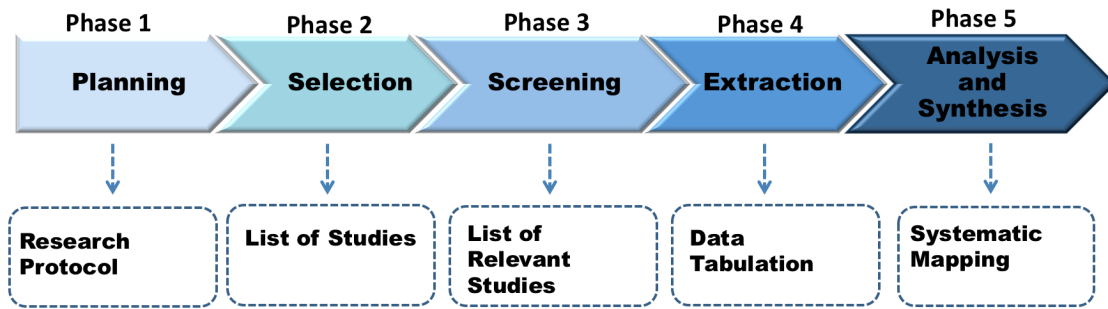 Phase 1
Phase 2
Phase 3
Phase 4
Phase 5
Planning
Selection
Screening
Extraction
Analysis
and
Synthesis
Research
Protocol
List of Studies
List of
Relevant
Studies
Data
Tabulation
Systematic
Mapping